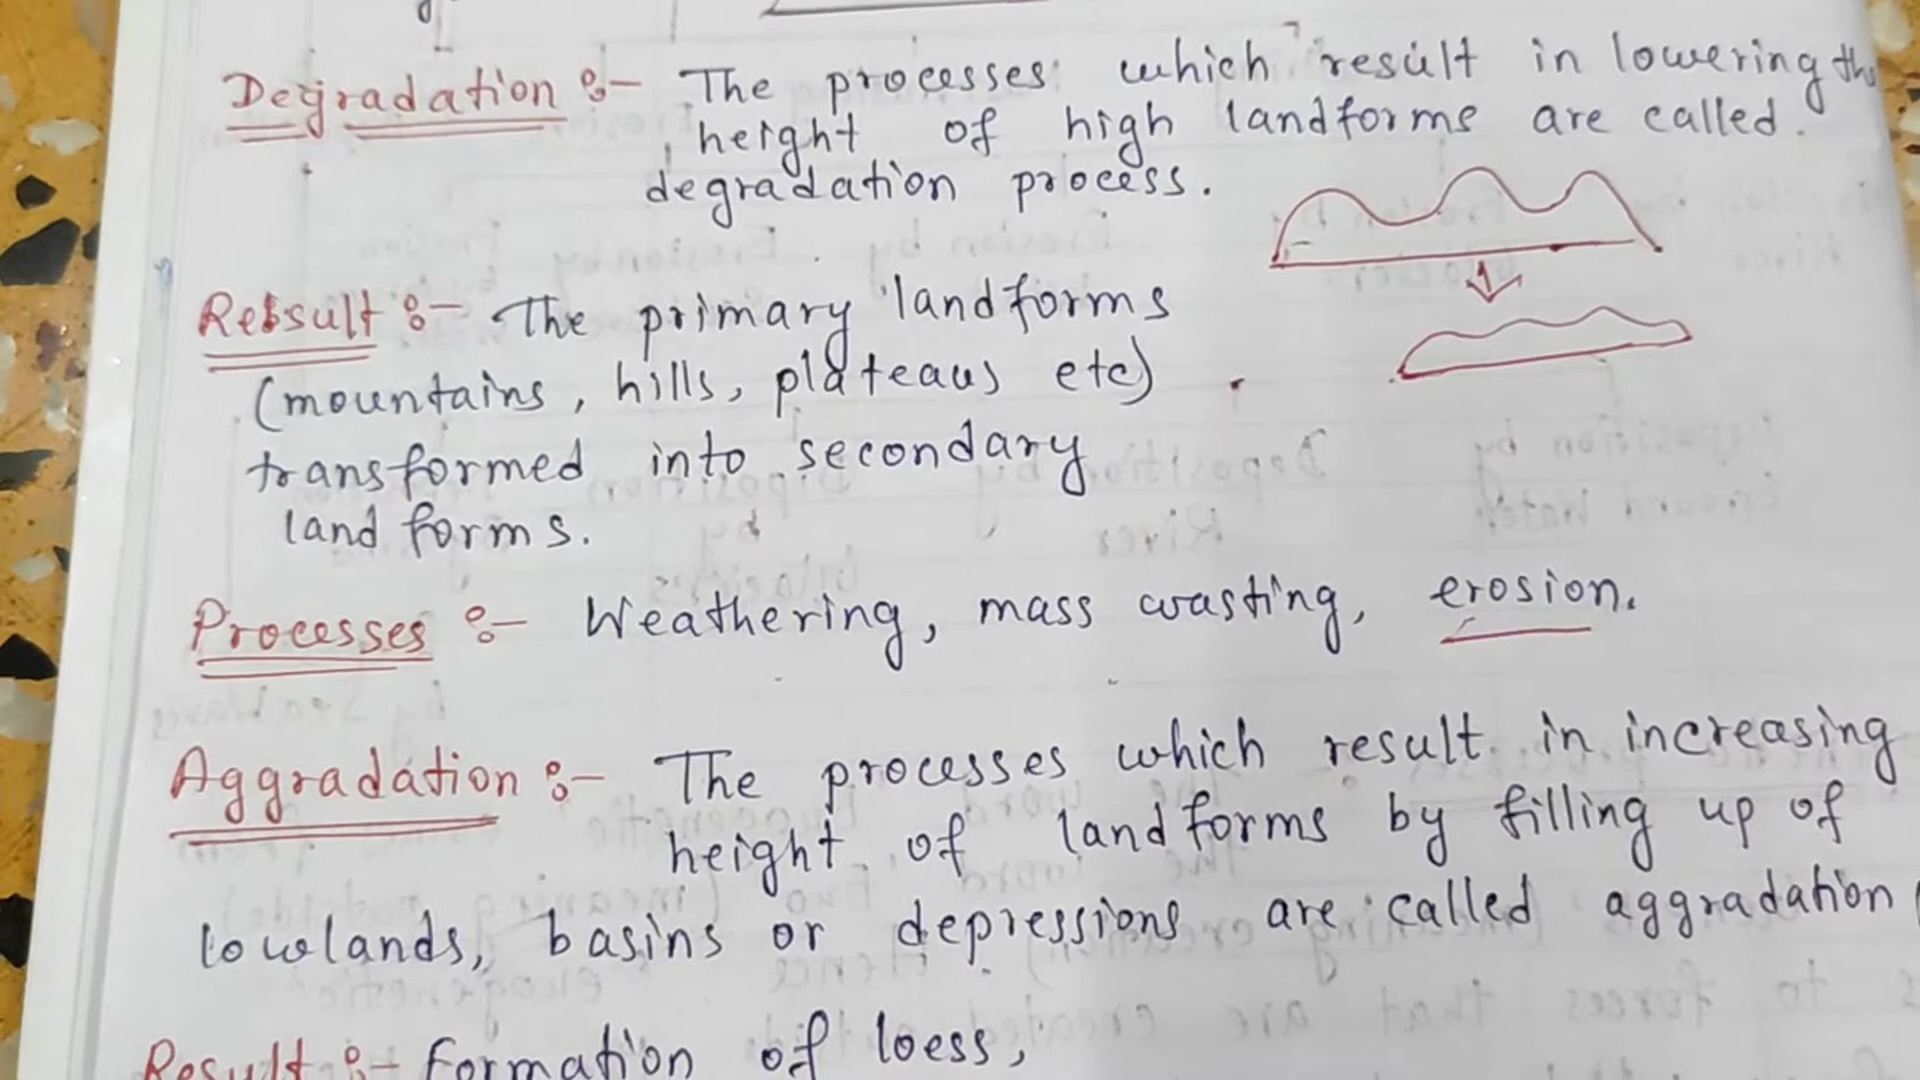 Degradation :- The processes which result in lowering the
height of high landforms are called
degradation process.
Result :- The primary landforms
(mountains, hills, plateaus etc)
transformed into secondary
land forms.
Processes :- Weathering, mass wasting, erosion.
Aggradation :- The processes which result in increasing
height of landforms by filling up of
lowlands, basins or depressions are called aggradation
Result :- Formation of loess,